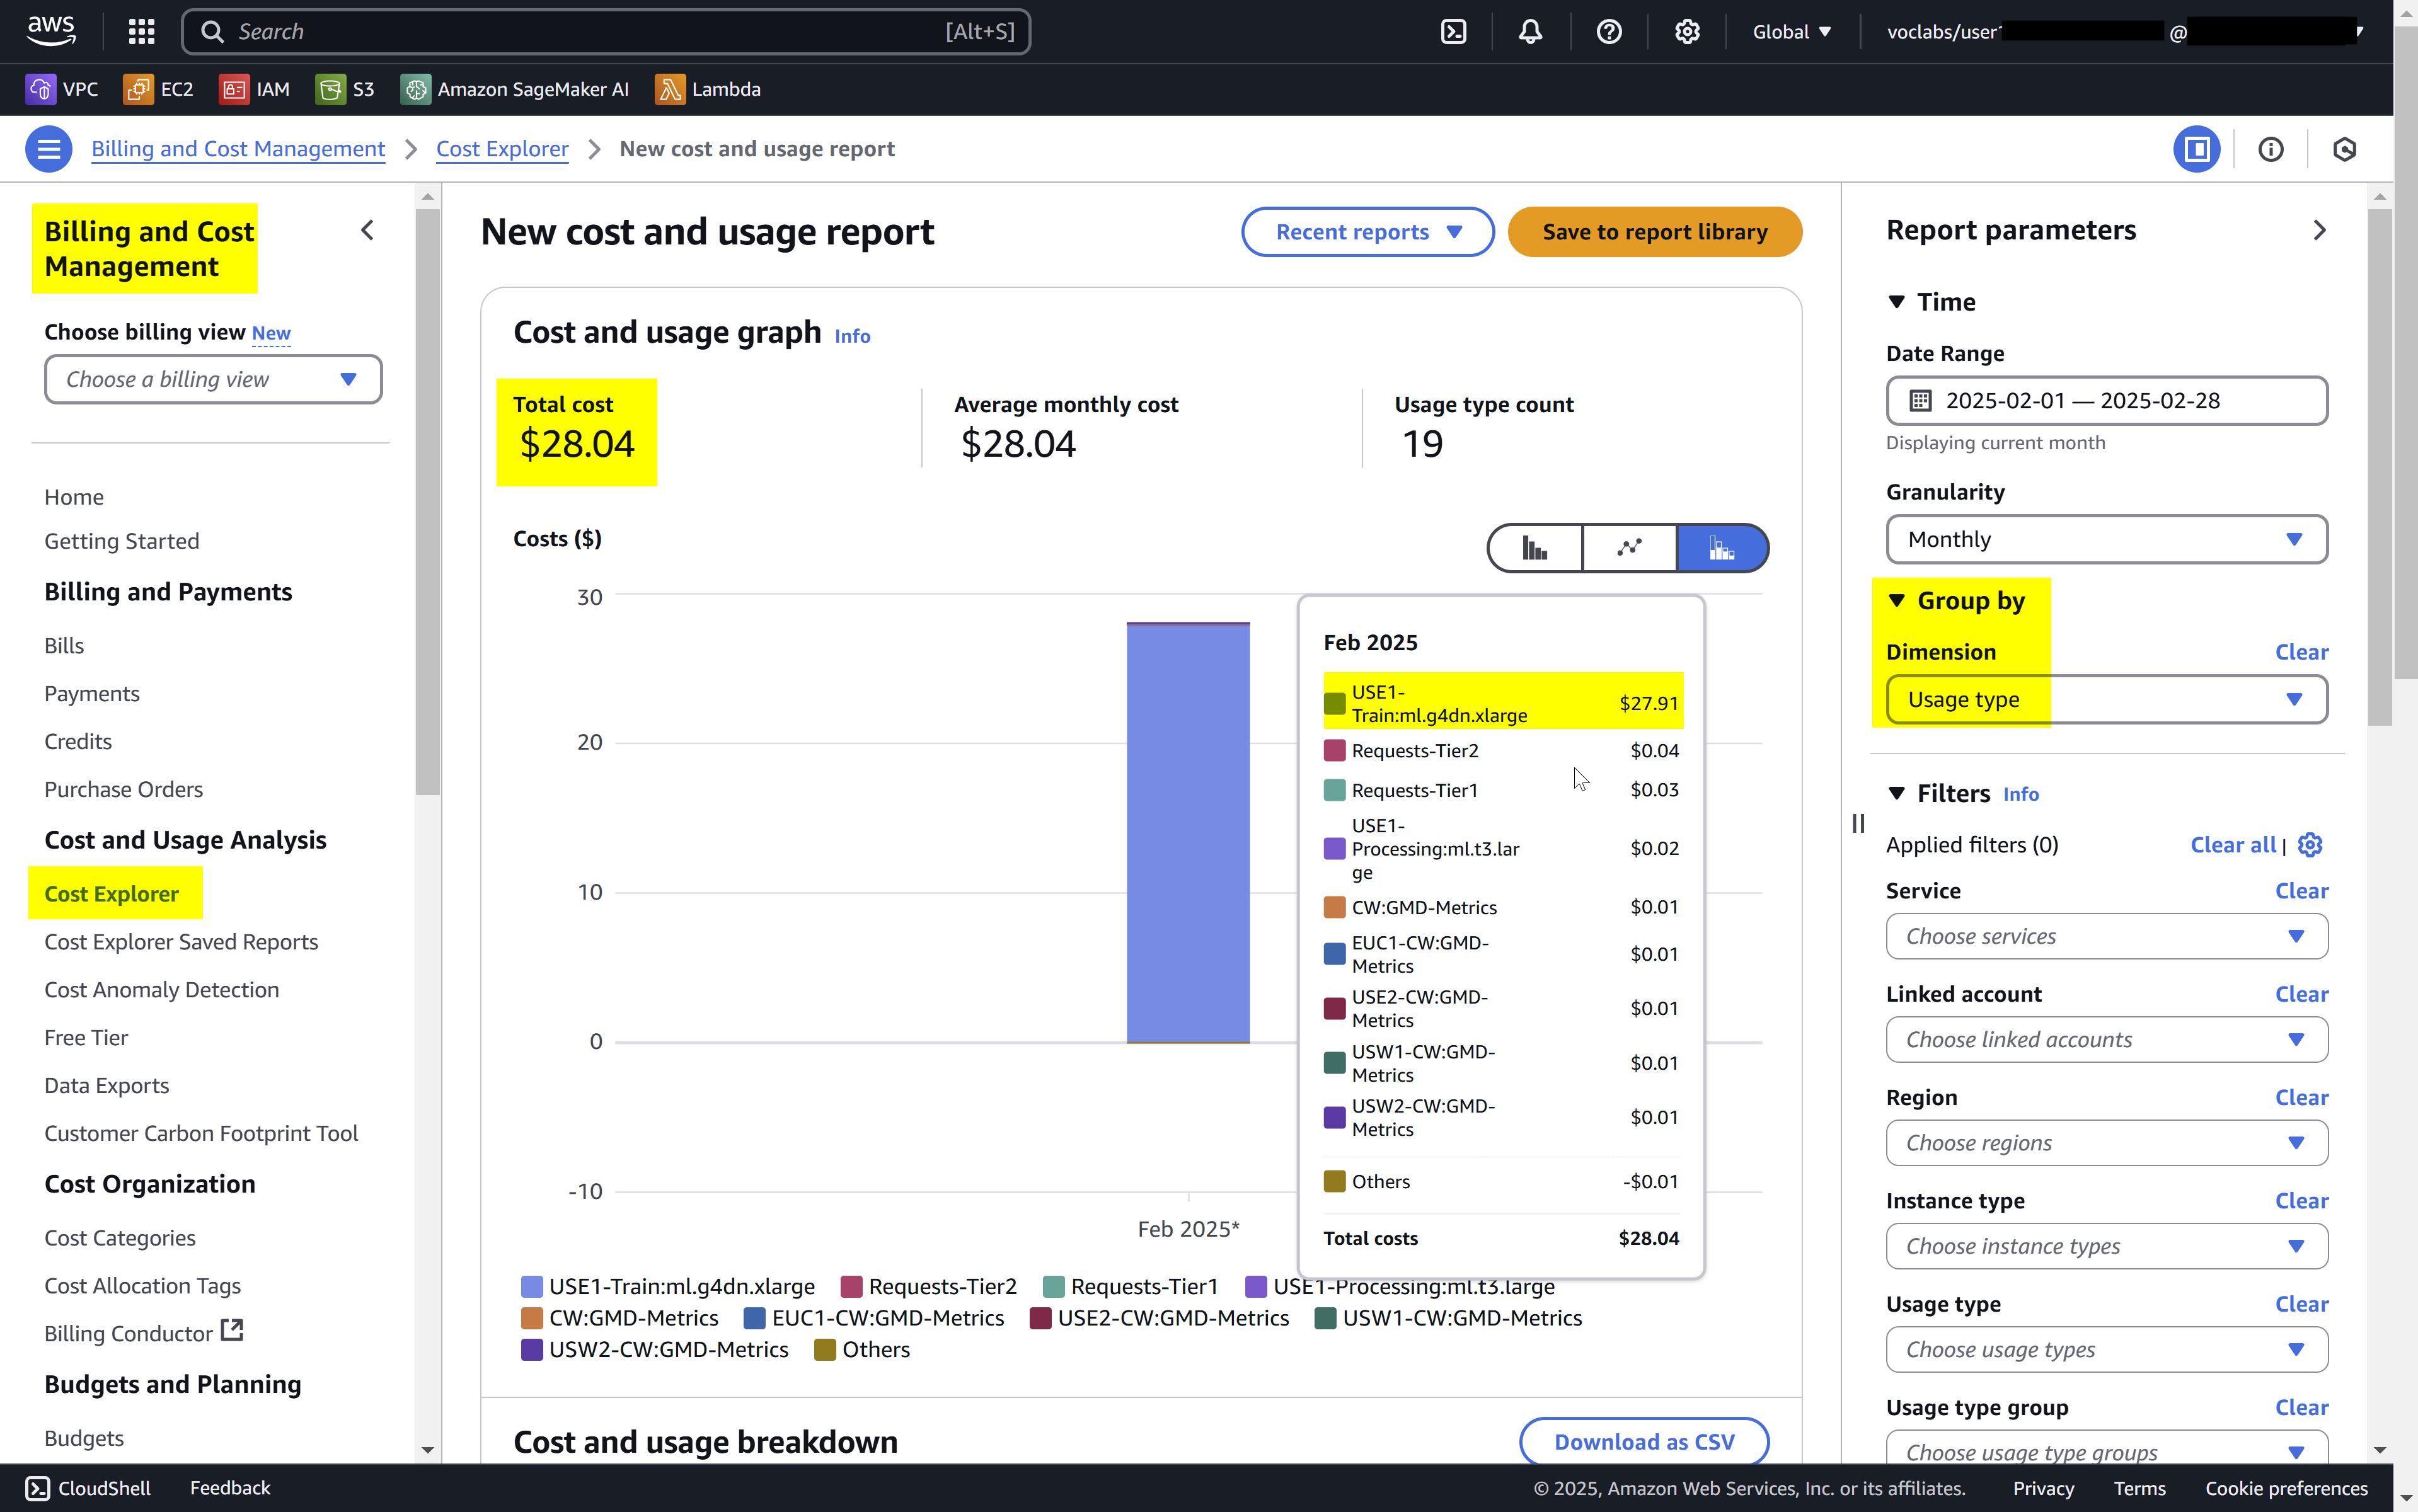 aws
Search
[Alt+S]
Global
voclabs/user
@
VPC
EC2
IAM
S3
Amazon SageMaker AI
Lambda
Billing and Cost Management
Cost Explorer
New cost and usage report
Billing and Cost
Management
Choose billing view New
Choose a billing view
Home
Getting Started
Billing and Payments
Bills
Payments
Credits
Purchase Orders
Cost and Usage Analysis
Cost Explorer
Cost Explorer Saved Reports
Cost Anomaly Detection
Free Tier
Data Exports
Customer Carbon Footprint Tool
Cost Organization
Cost Categories
Cost Allocation Tags
Billing Conductor
Budgets and Planning
Budgets
New cost and usage report
Recent reports
Save to report library
Cost and usage graph Info
Total cost
$28.04
Average monthly cost
$28.04
Usage type count
19
Costs ($)
30
20
10
0
-10
Feb 2025*
Feb 2025
USE1-
Train:ml.g4dn.xlarge $27.91
Requests-Tier2 $0.04
Requests-Tier1 $0.03
USE1-
Processing:ml.t3.lar $0.02
ge
CW:GMD-Metrics $0.01
EUC1-CW:GMD-
Metrics $0.01
USE2-CW:GMD-
Metrics $0.01
USW1-CW:GMD-
Metrics $0.01
USW2-CW:GMD-
Metrics $0.01
Others -$0.01
Total costs $28.04
USE1-Train:ml.g4dn.xlarge Requests-Tier2 Requests-Tier1 USE1-Processing:ml.t3.large
CW:GMD-Metrics EUC1-CW:GMD-Metrics USE2-CW:GMD-Metrics USW1-CW:GMD-Metrics
USW2-CW:GMD-Metrics Others
Cost and usage breakdown
Download as CSV
Report parameters
Time
Date Range
2025-02-01 — 2025-02-28
Displaying current month
Granularity
Monthly
Group by
Dimension Clear
Usage type
Filters Info
Applied filters (0) Clear all |
Service Clear
Choose services
Linked account Clear
Choose linked accounts
Region Clear
Choose regions
Instance type Clear
Choose instance types
Usage type Clear
Choose usage types
Usage type group Clear
Choose usage type groups
CloudShell
Feedback
© 2025, Amazon Web Services, Inc. or its affiliates.
Privacy
Terms
Cookie preferences